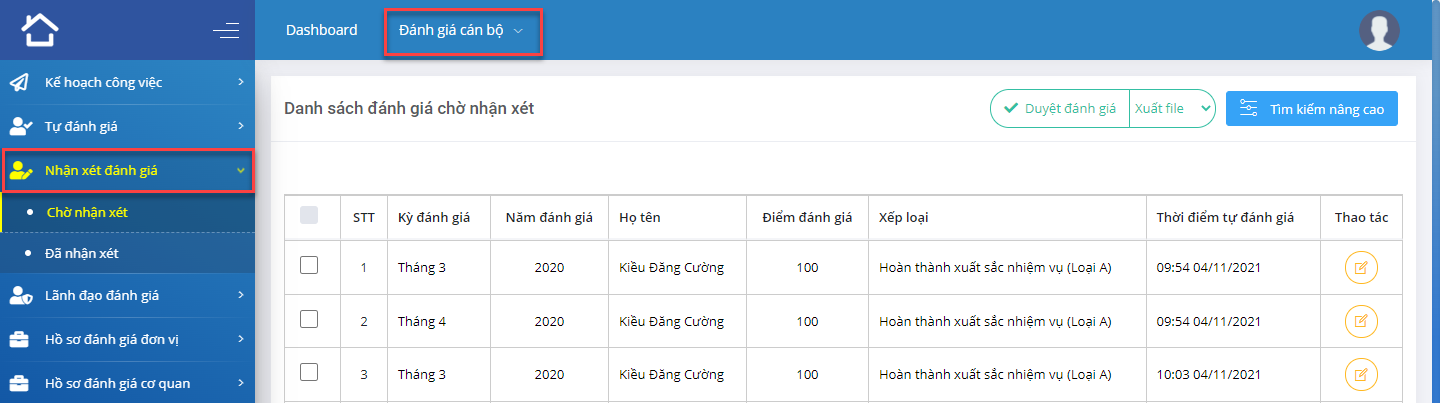 Dashboard Đánh giá cán bộ
Kế hoạch công việc
Tự đánh giá
Nhận xét đánh giá
Chờ nhận xét
Đã nhận xét
Lãnh đạo đánh giá
Hồ sơ đánh giá đơn vị
Hồ sơ đánh giá cơ quan
Danh sách đánh giá chờ nhận xét Duyệt đánh giá Xuất file Tìm kiếm nâng cao
STT Kỳ đánh giá Năm đánh giá Họ tên Điểm đánh giá Xếp loại Thời điểm tự đánh giá Thao tác
1 Tháng 3 2020 Kiều Đăng Cường 100 Hoàn thành xuất sắc nhiệm vụ (Loại A) 09:54 04/11/2021
2 Tháng 4 2020 Kiều Đăng Cường 100 Hoàn thành xuất sắc nhiệm vụ (Loại A) 09:54 04/11/2021
3 Tháng 3 2020 Kiều Đăng Cường 100 Hoàn thành xuất sắc nhiệm vụ (Loại A) 10:03 04/11/2021